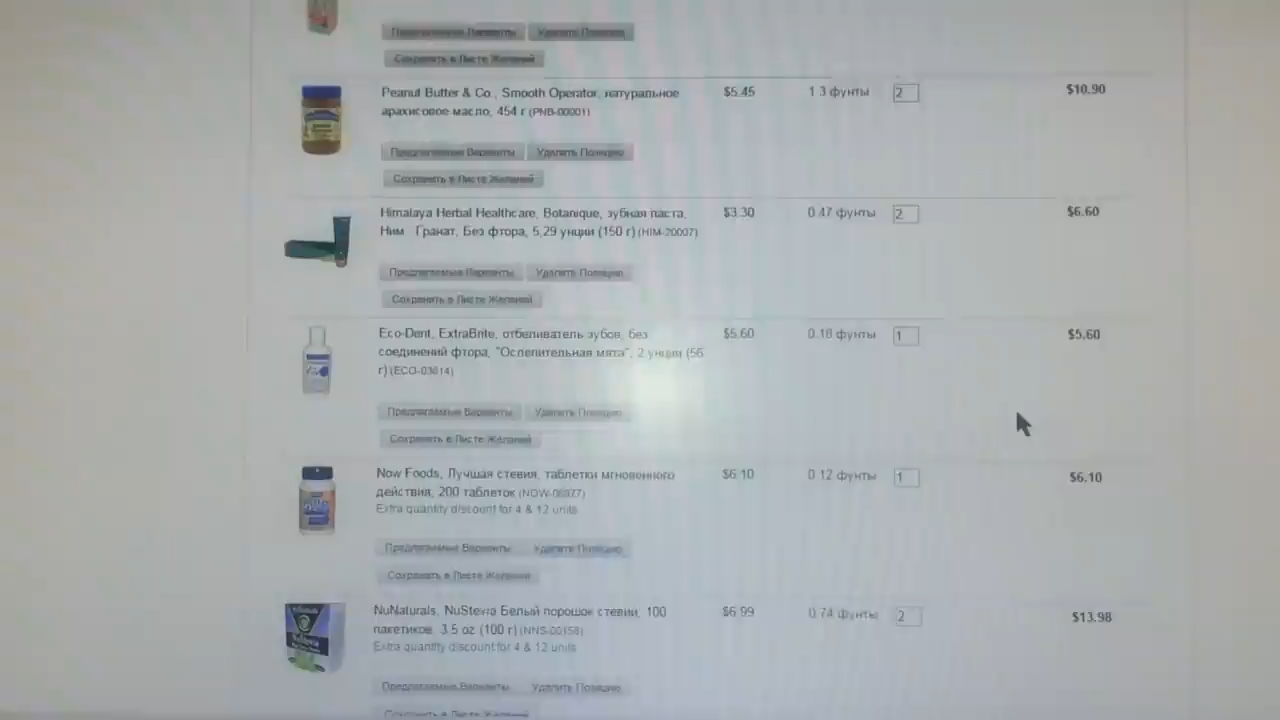 Предлагаемые Варианты Удалить Позицию
Сохранить в Листе Желаний
Peanut Butter & Co., Smooth Operator, натуральное $5.45 1.3 фунты 2 $10.90
арахисовое масло, 454 г (PNB-00001)
Предлагаемые Варианты Удалить Позицию
Сохранить в Листе Желаний
Himalaya Herbal Healthcare, Botanique, зубная паста, $3.30 0.47 фунты 2 $6.60
Ним Гранат, Без фтора, 5,29 унции (150 г) (HIM-20007)
Предлагаемые Варианты Удалить Позицию
Сохранить в Листе Желаний
Eco-Dent, ExtraBrite, отбеливатель зубов, без $5.60 0.18 фунты 1 $5.60
соединений фтора, "Ослепительная мята", 2 унции (56
г) (ECO-03614)
Предлагаемые Варианты Удалить Позицию
Сохранить в Листе Желаний
Now Foods, Лучшая стевия, таблетки мгновенного $6.10 0.12 фунты 1 $6.10
действия, 200 таблеток
Extra quantity discount for 4 & 12 units
Предлагаемые Варианты Удалить Позицию
Сохранить в Листе Желаний
NuNaturals, NuStevia Белый порошок стевии, 100 $6.99 0.74 фунты 2 $13.98
пакетиков, 3.5 oz (100 г) (NNS-00158)
Extra quantity discount for 4 & 12 units
Предлагаемые Варианты Удалить Позицию
Сохранить в Листе Желаний